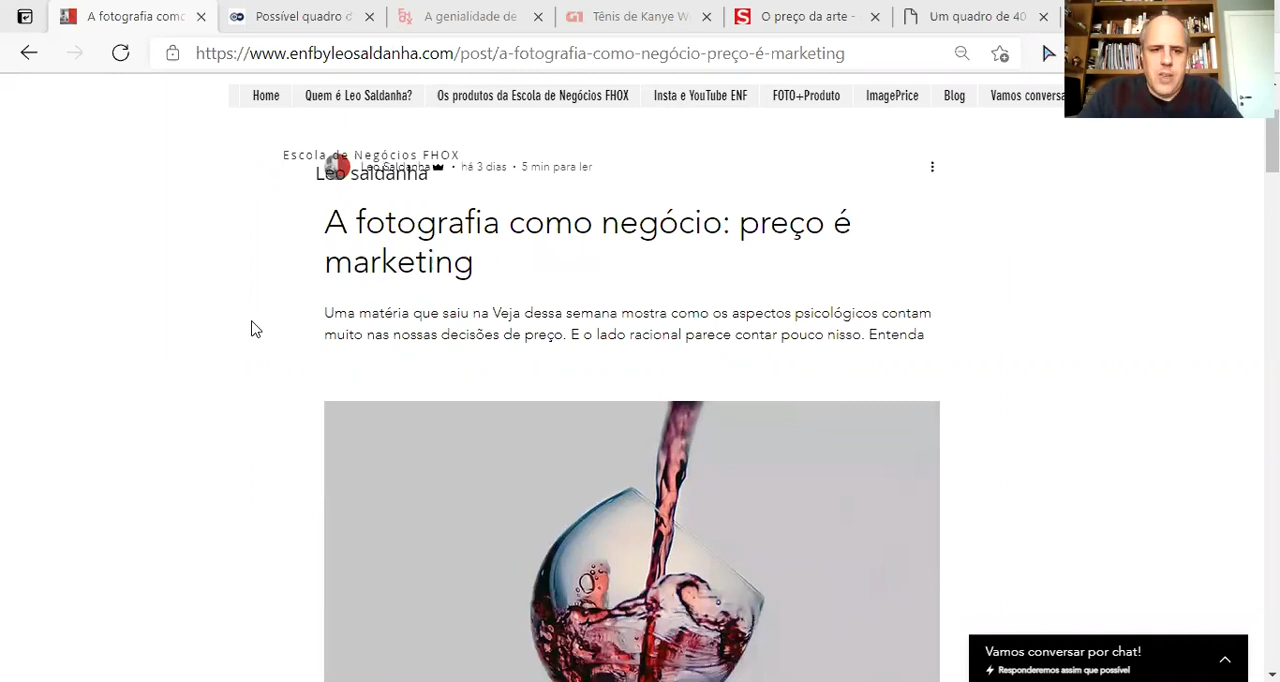 A fotografia como
Possível quadro d
A genialidade de
Tênis de Kanye W
O preço da arte -
Um quadro de 40
https://www.enfbyleosaldanha.com/post/a-fotografia-como-negócio-preço-é-marketing
Home
Quem é Leo Saldanha?
Os produtos da Escola de Negócios FHOX
Insta e YouTube ENF
FOTO+Produto
ImagePrice
Blog
Vamos conversa
Escola de Negócios FHOX
Leo saldanha
Leo Saldanha · há 3 dias · 5 min para ler
A fotografia como negócio: preço é
marketing
Uma matéria que saiu na Veja dessa semana mostra como os aspectos psicológicos contam
muito nas nossas decisões de preço. E o lado racional parece contar pouco nisso. Entenda
Vamos conversar por chat!
Responderemos assim que possível